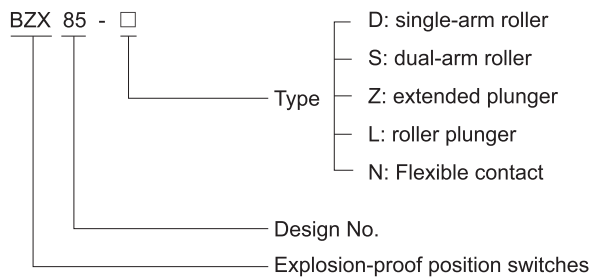 BZX 85 - □
Type
D: single-arm roller
S: dual-arm roller
Z: extended plunger
L: roller plunger
N: Flexible contact
Design No.
Explosion-proof position switches